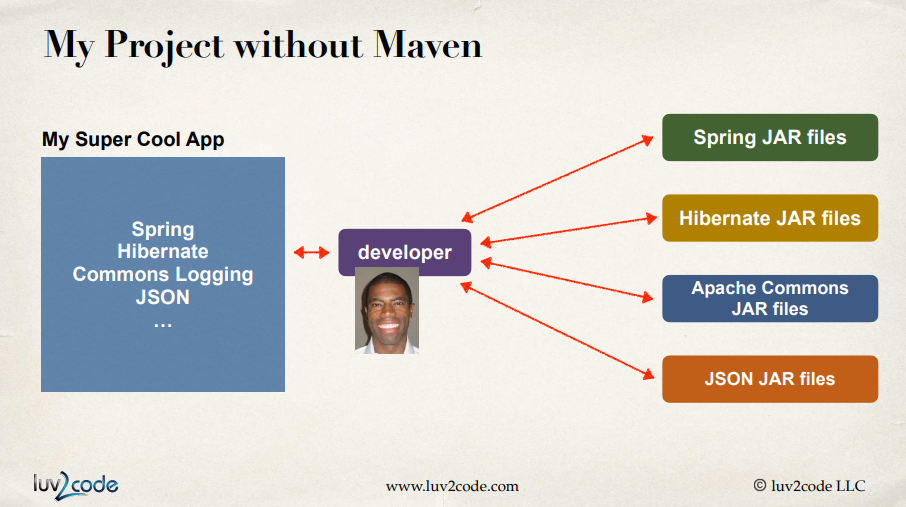 My Project without Maven
My Super Cool App
Spring
Hibernate
Commons Logging
JSON
…
developer
Spring JAR files
Hibernate JAR files
Apache Commons
JAR files
JSON JAR files
luv2code
www.luv2code.com
© luv2code LLC